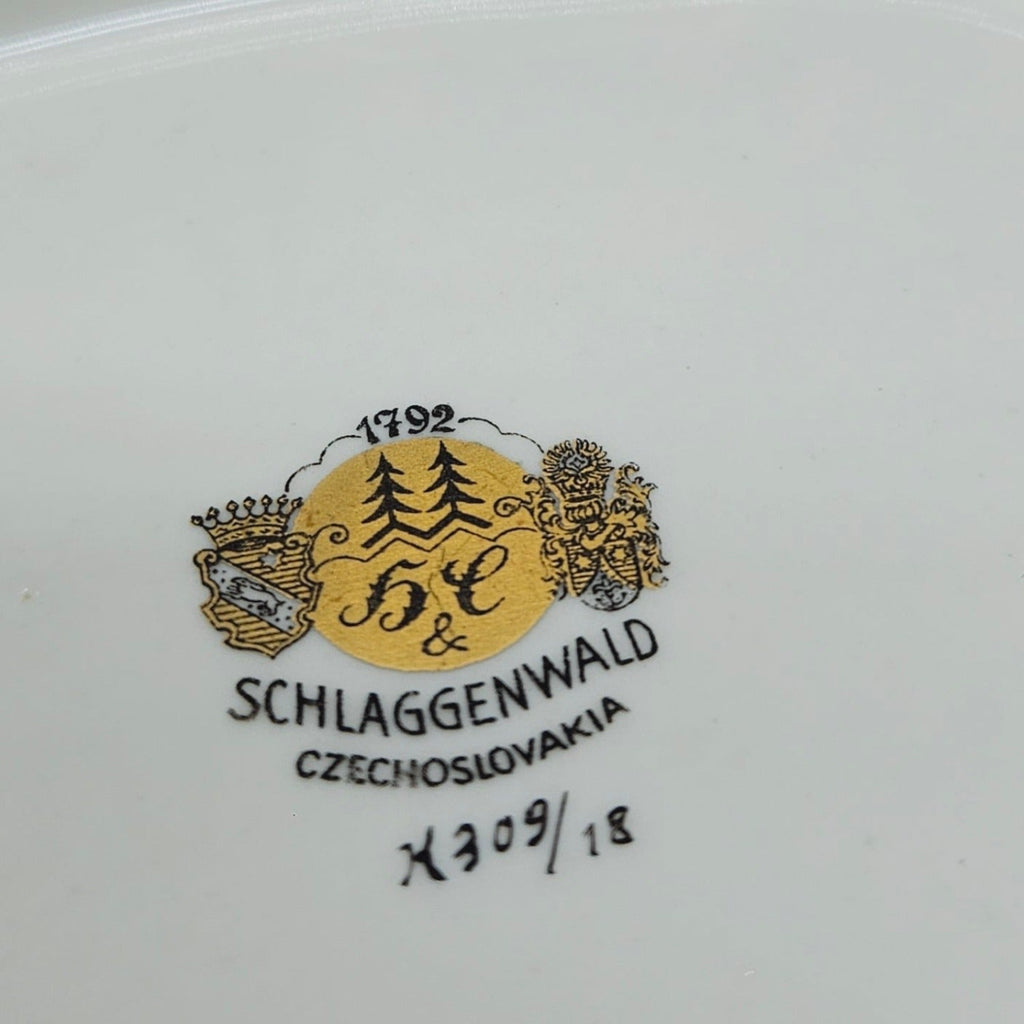 1792
H & C
SCHLAGGENWALD
CZECHOSLOVAKIA
K309/18